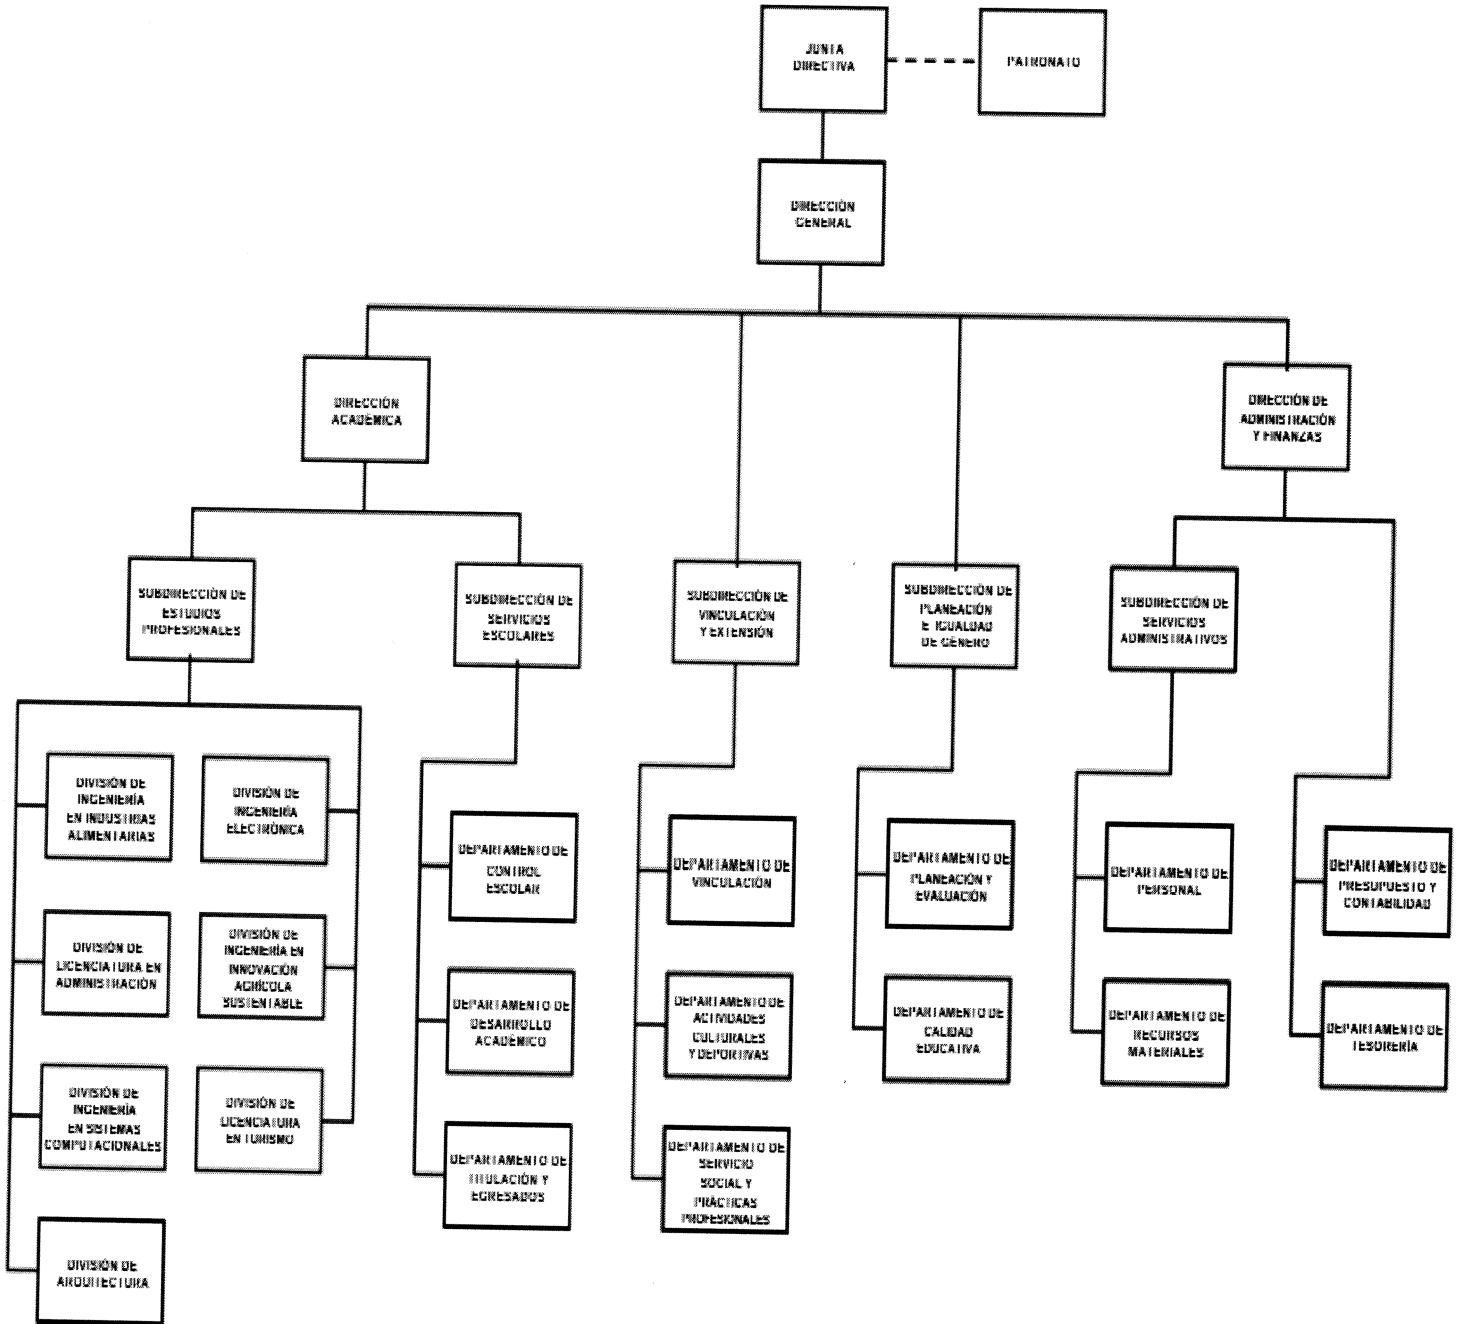 JUNTA
DIRECTIVA
PATRONATO
DIRECCIÓN
GENERAL
DIRECCIÓN
ACADÉMICA
DIRECCIÓN DE
ADMINISTRACIÓN
Y FINANZAS
SUBDIRECCIÓN DE
ESTUDIOS
PROFESIONALES
SUBDIRECCIÓN DE
SERVICIOS
ESCOLARES
SUBDIRECCIÓN DE
VINCULACIÓN
Y EXTENSIÓN
SUBDIRECCIÓN DE
PLANEACIÓN
E IGUALDAD
DE GÉNERO
SUBDIRECCIÓN DE
SERVICIOS
ADMINISTRATIVOS
DIVISIÓN DE
INGENIERÍA
EN INDUSTRIAS
ALIMENTARIAS
DIVISIÓN DE
INGENIERÍA
ELECTRÓNICA
DEPARTAMENTO DE
CONTROL
ESCOLAR
DEPARTAMENTO DE
VINCULACIÓN
DEPARTAMENTO DE
PLANEACIÓN Y
EVALUACIÓN
DEPARTAMENTO DE
PERSONAL
DEPARTAMENTO DE
PRESUPUESTO Y
CONTABILIDAD
DIVISIÓN DE
LICENCIATURA EN
ADMINISTRACIÓN
DIVISIÓN DE
INGENIERÍA EN
INNOVACIÓN
AGRÍCOLA
SUSTENTABLE
DEPARTAMENTO DE
DESARROLLO
ACADÉMICO
DEPARTAMENTO DE
ACTIVIDADES
CULTURALES
Y DEPORTIVAS
DEPARTAMENTO DE
CALIDAD
EDUCATIVA
DEPARTAMENTO DE
RECURSOS
MATERIALES
DEPARTAMENTO DE
TESORERÍA
DIVISIÓN DE
INGENIERÍA
EN SISTEMAS
COMPUTACIONALES
DIVISIÓN DE
LICENCIATURA
EN TURISMO
DEPARTAMENTO DE
TITULACIÓN Y
EGRESADOS
DEPARTAMENTO DE
SERVICIO
SOCIAL Y
PRÁCTICAS
PROFESIONALES
DIVISIÓN DE
ARQUITECTURA